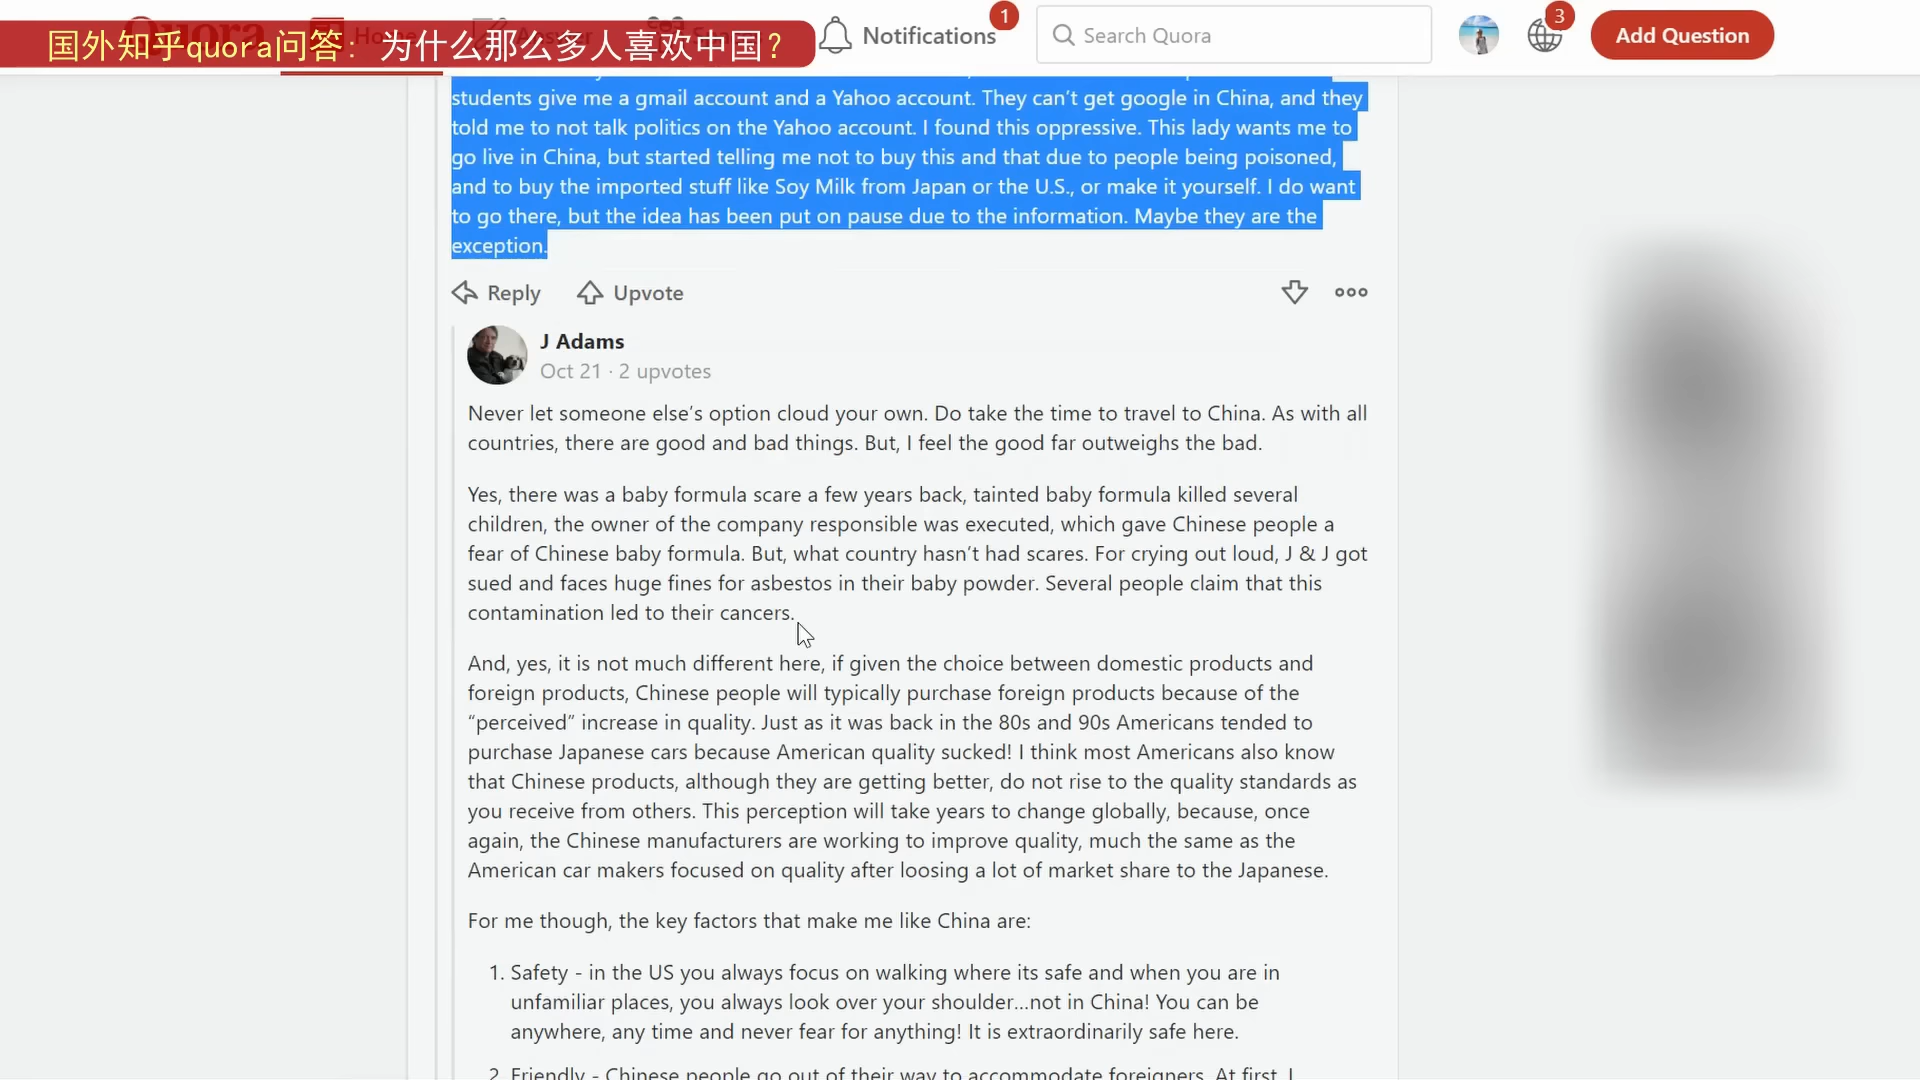 国外知乎quora问答：为什么那么多人喜欢中国？
Notifications
1
Search Quora
3
Add Question
students give me a gmail account and a Yahoo account. They can’t get google in China, and they
told me to not talk politics on the Yahoo account. I found this oppressive. This lady wants me to
go live in China, but started telling me not to buy this and that due to people being poisoned,
and to buy the imported stuff like Soy Milk from Japan or the U.S., or make it yourself. I do want
to go there, but the idea has been put on pause due to the information. Maybe they are the
exception.
Reply
Upvote
J Adams
Oct 21 · 2 upvotes
Never let someone else’s option cloud your own. Do take the time to travel to China. As with all
countries, there are good and bad things. But, I feel the good far outweighs the bad.
Yes, there was a baby formula scare a few years back, tainted baby formula killed several
children, the owner of the company responsible was executed, which gave Chinese people a
fear of Chinese baby formula. But, what country hasn’t had scares. For crying out loud, J & J got
sued and faces huge fines for asbestos in their baby powder. Several people claim that this
contamination led to their cancers.
And, yes, it is not much different here, if given the choice between domestic products and
foreign products, Chinese people will typically purchase foreign products because of the
“perceived” increase in quality. Just as it was back in the 80s and 90s Americans tended to
purchase Japanese cars because American quality sucked! I think most Americans also know
that Chinese products, although they are getting better, do not rise to the quality standards as
you receive from others. This perception will take years to change globally, because, once
again, the Chinese manufacturers are working to improve quality, much the same as the
American car makers focused on quality after loosing a lot of market share to the Japanese.
For me though, the key factors that make me like China are:
1. Safety - in the US you always focus on walking where its safe and when you are in
unfamiliar places, you always look over your shoulder...not in China! You can be
anywhere, any time and never fear for anything! It is extraordinarily safe here.
2. Friendly - Chinese people go out of their way to accommodate foreigners. At first, I